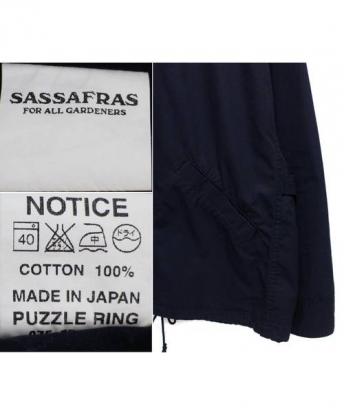 SASSAFRAS
FOR ALL GARDENERS
NOTICE
40 中 ドライ
COTTON 100%
MADE IN JAPAN
PUZZLE RING